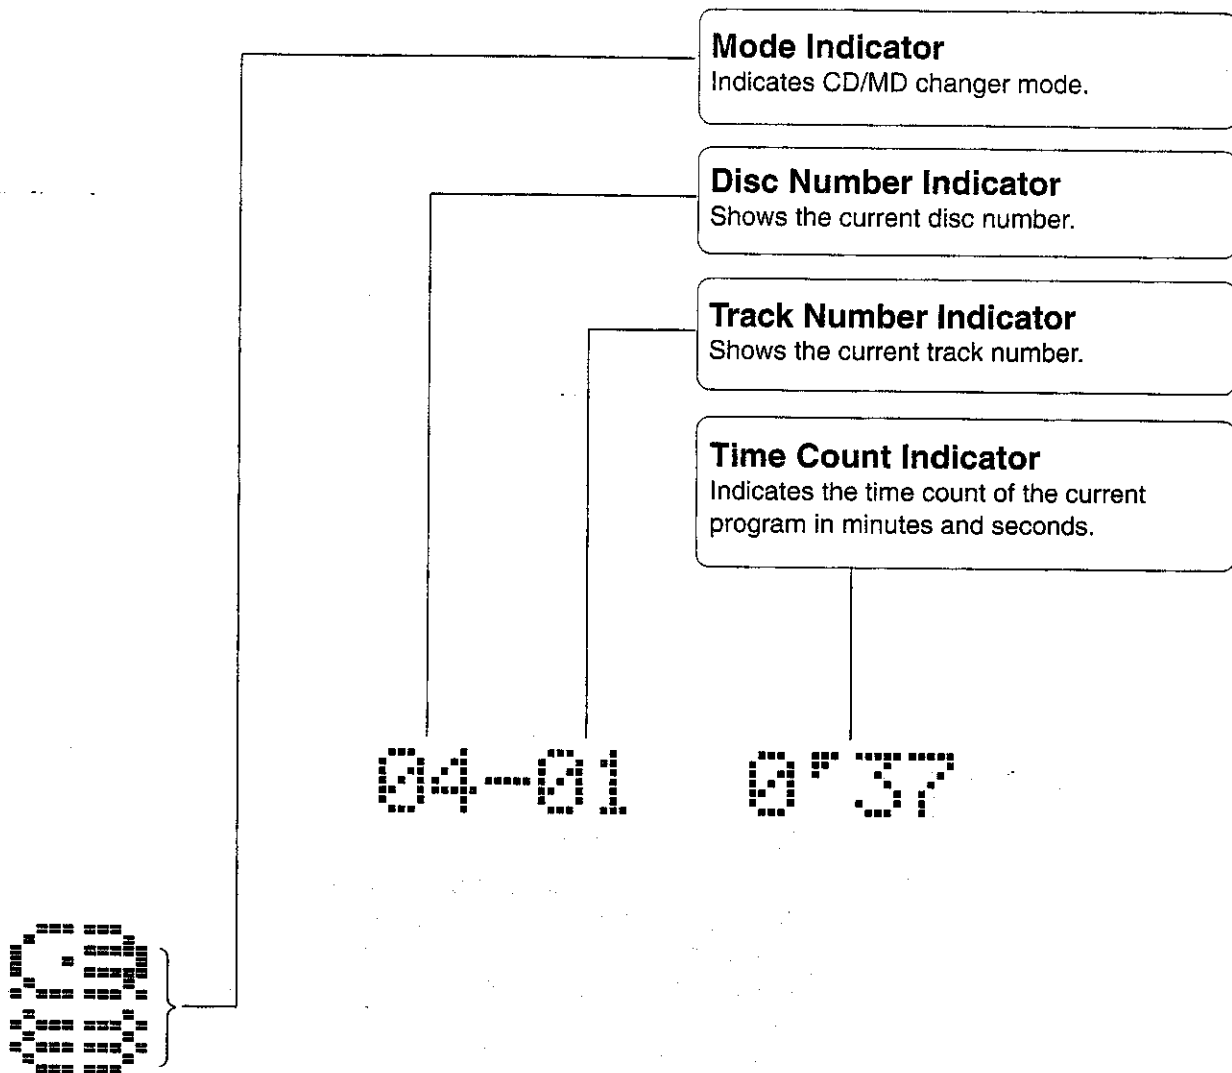 Mode Indicator
Indicates CD/MD changer mode.
Disc Number Indicator
Shows the current disc number.
Track Number Indicator
Shows the current track number.
Time Count Indicator
Indicates the time count of the current
program in minutes and seconds.
04-01 0'37